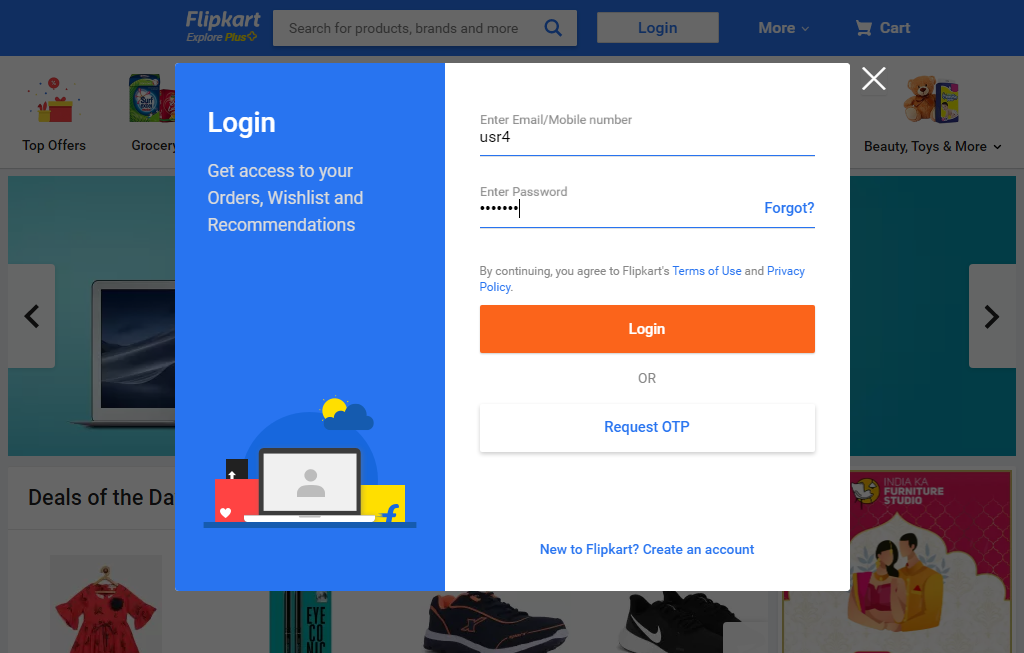 Flipkart
Explore Plus
Search for products, brands and more
Login
More
Cart
Top Offers
Grocery
Beauty, Toys & More
Login
Get access to your
Orders, Wishlist and
Recommendations
Enter Email/Mobile number
usr4
Enter Password
•••••••
Forgot?
By continuing, you agree to Flipkart's Terms of Use and Privacy
Policy.
Login
OR
Request OTP
New to Flipkart? Create an account
Deals of the Da
INDIA KA
FURNITURE
STUDIO
EYE
CO
NIC